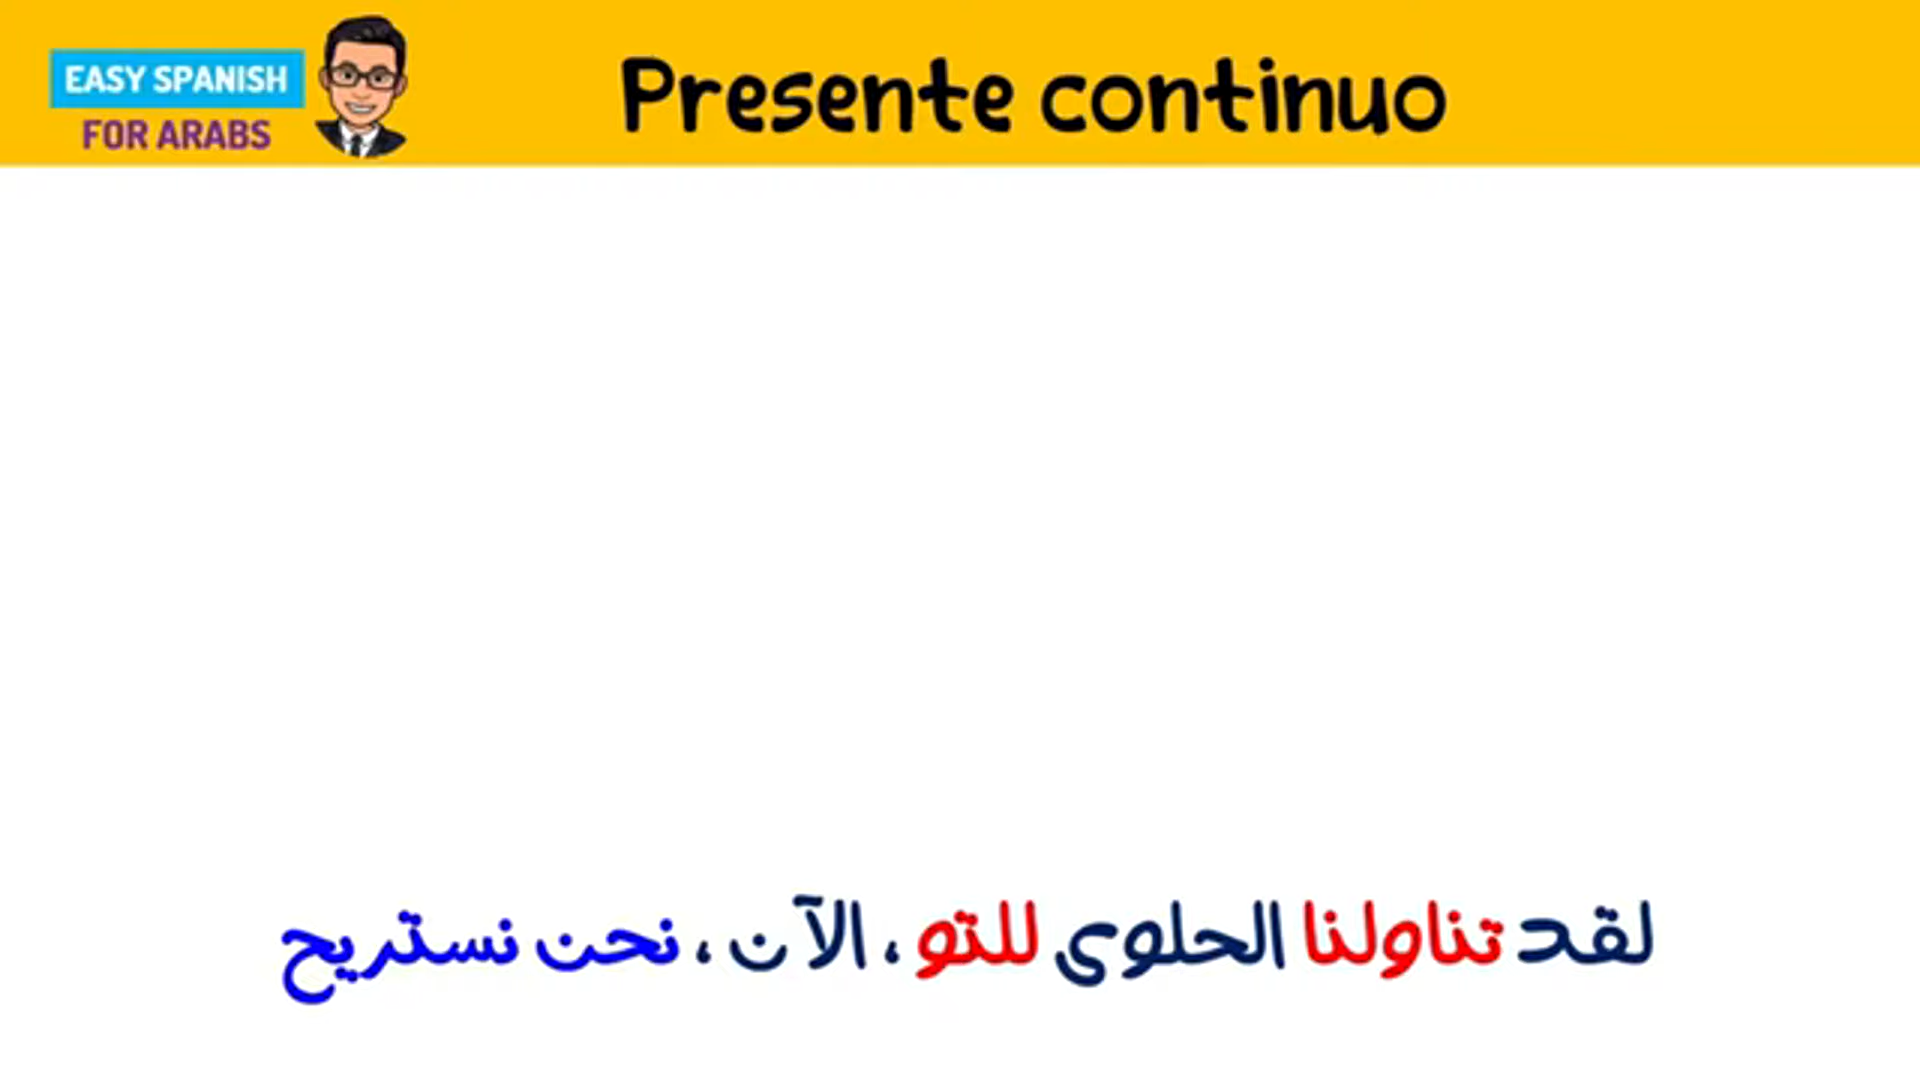 EASY SPANISH
FOR ARABS
Presente continuo
لقد تناولنا الحلوى للتو ، الآن ، نحن نستريح